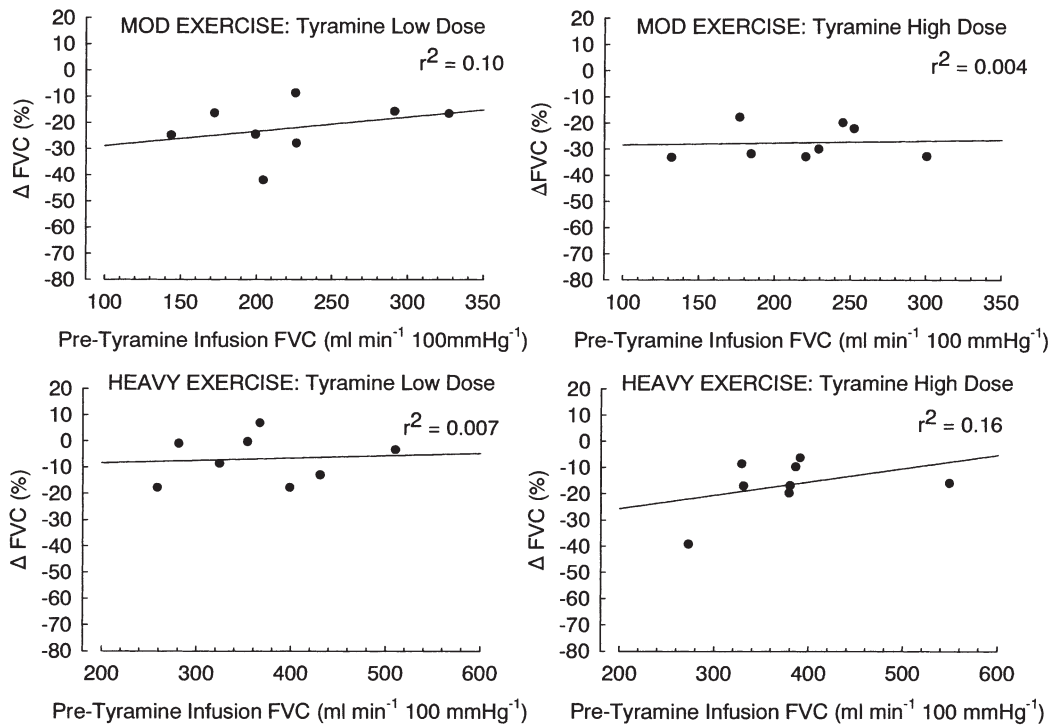 MOD EXERCISE: Tyramine Low Dose
r² = 0.10
20
10
0
-10
-20
-30
-40
-50
-60
-70
-80
Δ FVC (%)
100 150 200 250 300 350
Pre-Tyramine Infusion FVC (ml min⁻¹ 100mmHg⁻¹)
MOD EXERCISE: Tyramine High Dose
r² = 0.004
20
10
0
-10
-20
-30
-40
-50
-60
-70
-80
ΔFVC (%)
100 150 200 250 300 350
Pre-Tyramine Infusion FVC (ml min⁻¹ 100 mmHg⁻¹)
HEAVY EXERCISE: Tyramine Low Dose
r² = 0.007
20
10
0
-10
-20
-30
-40
-50
-60
-70
-80
Δ FVC (%)
200 300 400 500 600
Pre-Tyramine Infusion FVC (ml min⁻¹ 100 mmHg⁻¹)
HEAVY EXERCISE: Tyramine High Dose
r² = 0.16
20
10
0
-10
-20
-30
-40
-50
-60
-70
-80
Δ FVC (%)
200 300 400 500 600
Pre-Tyramine Infusion FVC (ml min⁻¹ 100 mmHg⁻¹)